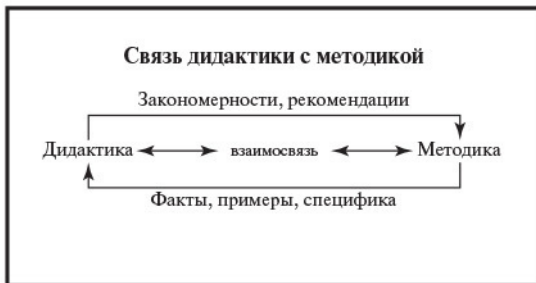 Связь дидактики с методикой
Закономерности, рекомендации
Дидактика взаимосвязь Методика
Факты, примеры, специфика